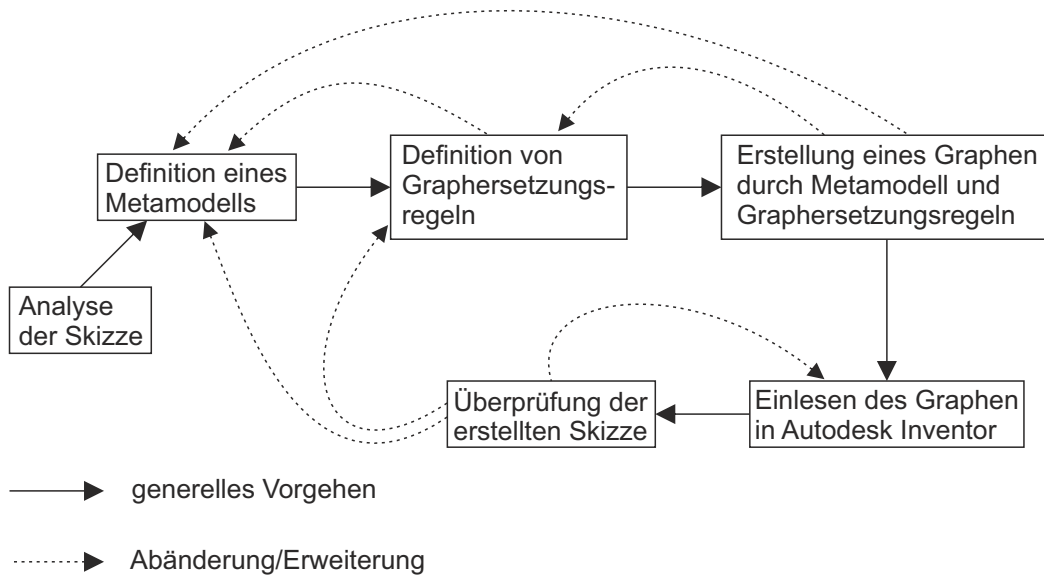 Definition eines
Metamodells
Definition von
Graphersetzungs-
regeln
Erstellung eines Graphen
durch Metamodell und
Graphersetzungsregeln
Analyse
der Skizze
Überprüfung der
erstellten Skizze
Einlesen des Graphen
in Autodesk Inventor
generelles Vorgehen
Abänderung/Erweiterung